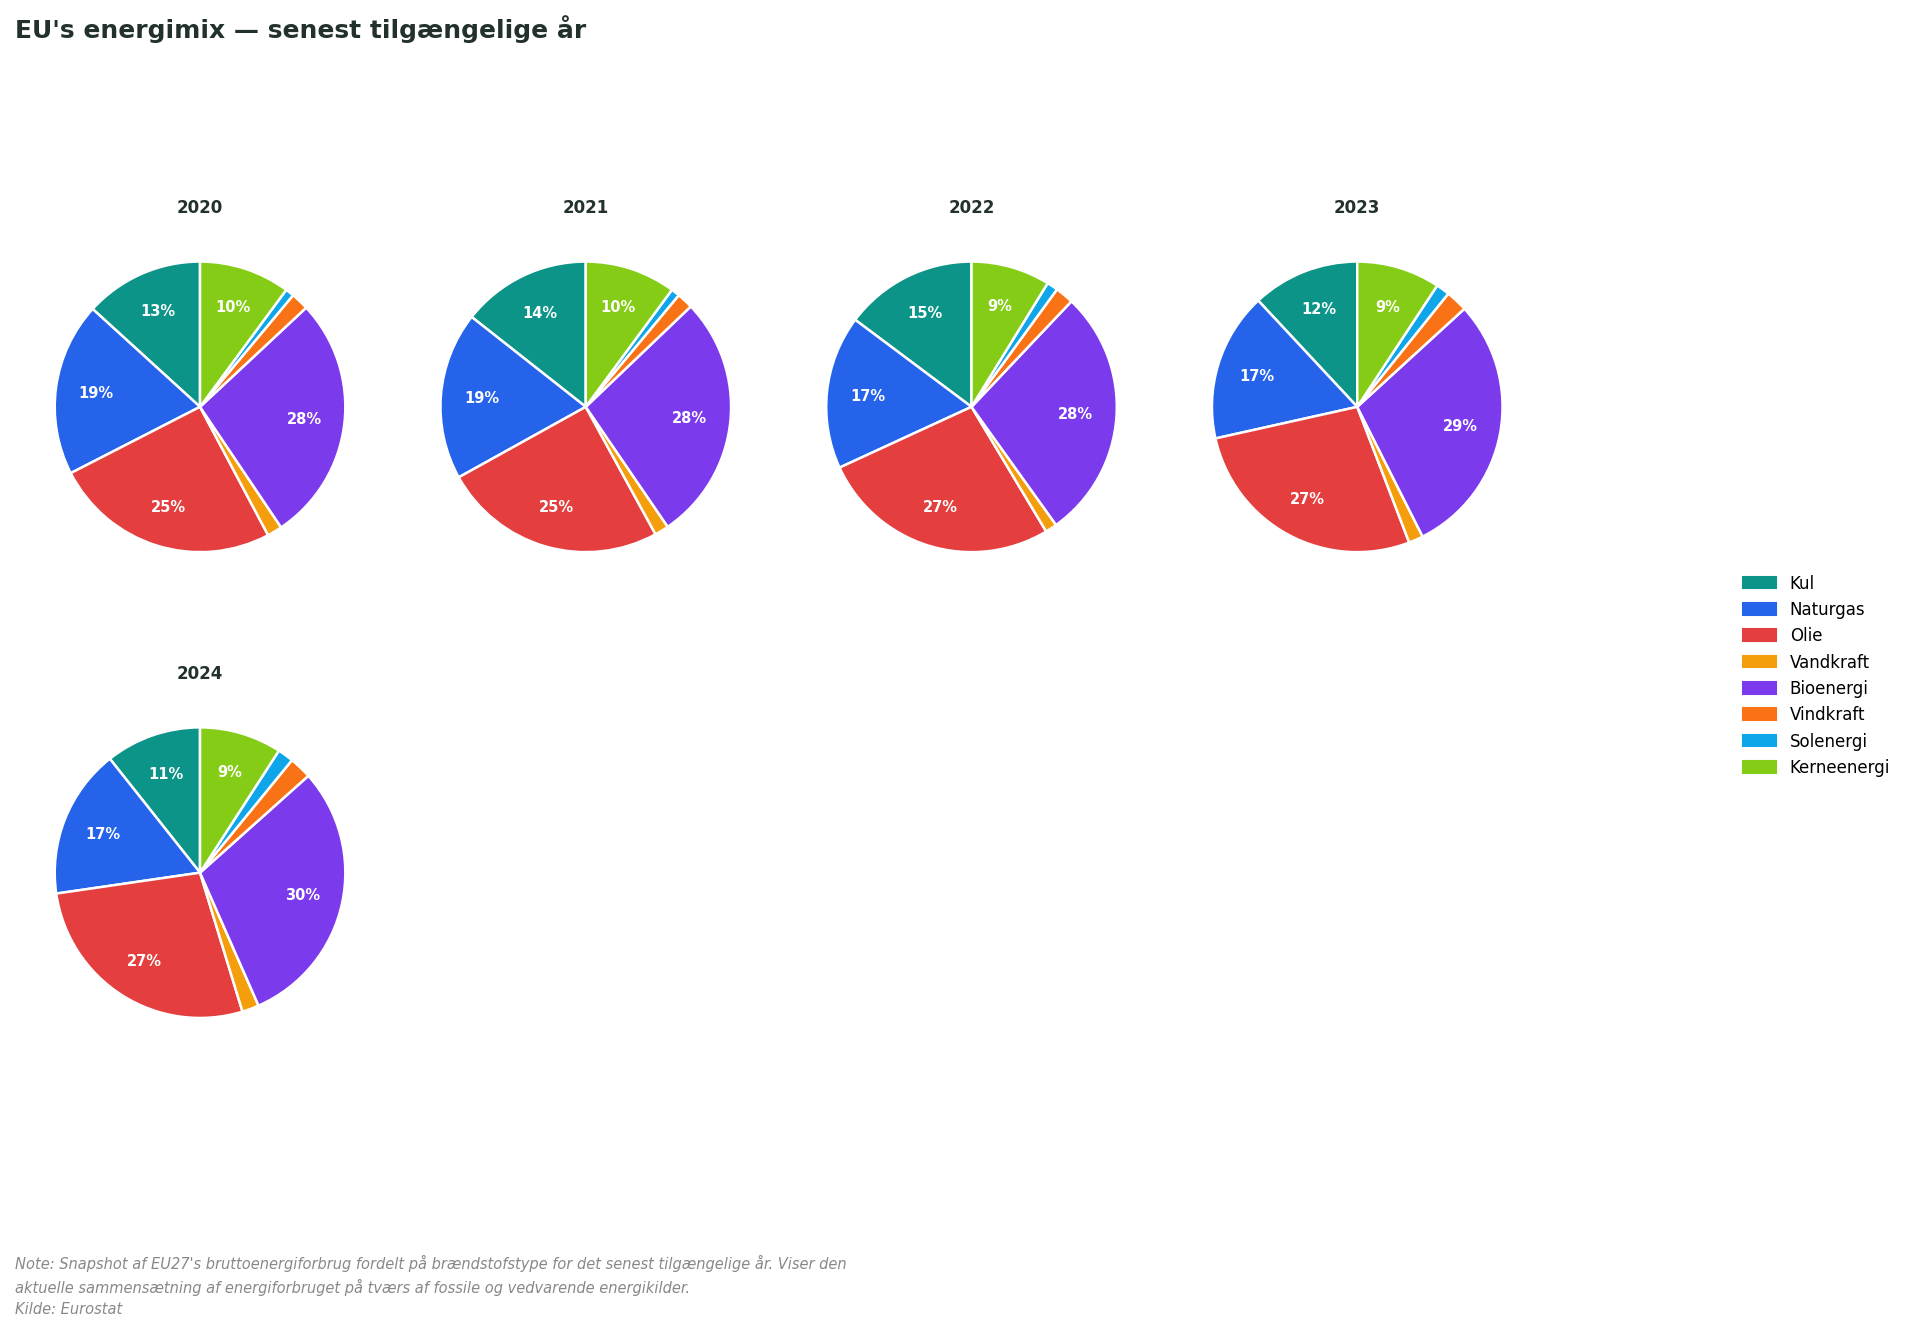 EU's energimix — senest tilgængelige år
2020
13%
10%
19%
28%
25%
2021
14%
10%
19%
28%
25%
2022
15%
9%
17%
28%
27%
2023
12%
9%
17%
29%
27%
Kul
Naturgas
Olie
Vandkraft
Bioenergi
Vindkraft
Solenergi
Kerneenergi
2024
11%
9%
17%
30%
27%
Note: Snapshot af EU27's bruttoenergiforbrug fordelt på brændstofstype for det senest tilgængelige år. Viser den
aktuelle sammensætning af energiforbruget på tværs af fossile og vedvarende energikilder.
Kilde: Eurostat